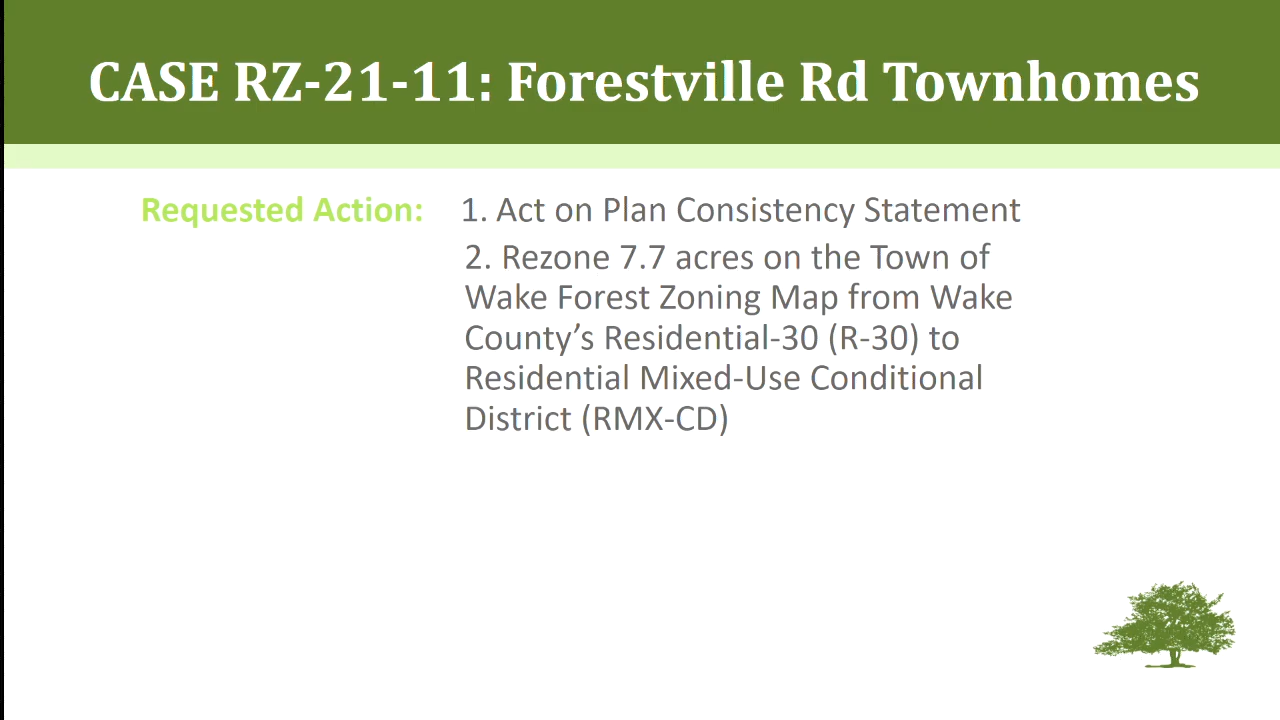 CASE RZ-21-11: Forestville Rd Townhomes
Requested Action: 1. Act on Plan Consistency Statement
2. Rezone 7.7 acres on the Town of
Wake Forest Zoning Map from Wake
County’s Residential-30 (R-30) to
Residential Mixed-Use Conditional
District (RMX-CD)